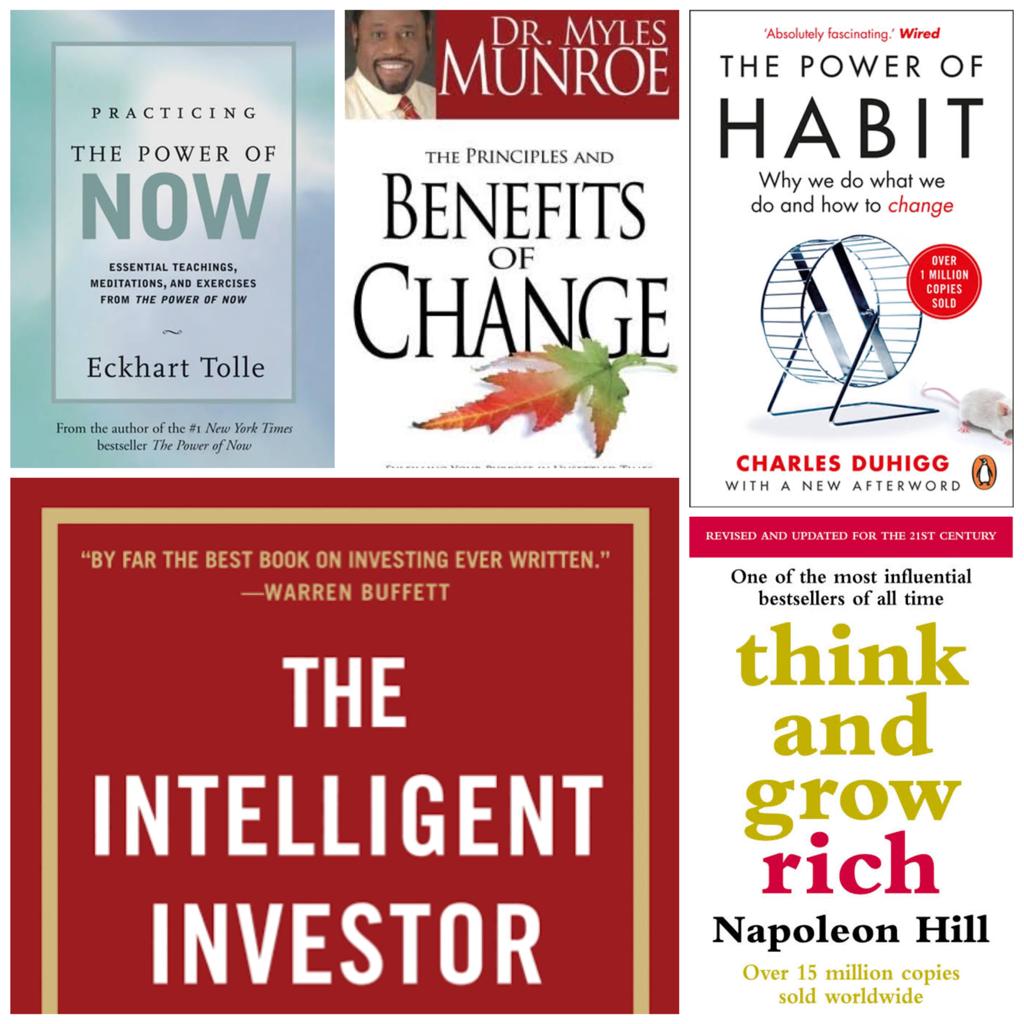 PRACTICING
THE POWER OF
NOW
ESSENTIAL TEACHINGS,
MEDITATIONS, AND EXERCISES
FROM THE POWER OF NOW
Eckhart Tolle
From the author of the #1 New York Times
bestseller The Power of Now
DR. MYLES
MUNROE
THE PRINCIPLES AND
BENEFITS
OF
CHANGE
'Absolutely fascinating.' Wired
THE POWER OF
HABIT
Why we do what we
do and how to change
OVER
1 MILLION
COPIES
SOLD
CHARLES DUHIGG
WITH A NEW AFTERWORD
"BY FAR THE BEST BOOK ON INVESTING EVER WRITTEN."
—WARREN BUFFETT
THE
INTELLIGENT
INVESTOR
REVISED AND UPDATED FOR THE 21ST CENTURY
One of the most influential
bestsellers of all time
think
and
grow
rich
Napoleon Hill
Over 15 million copies
sold worldwide